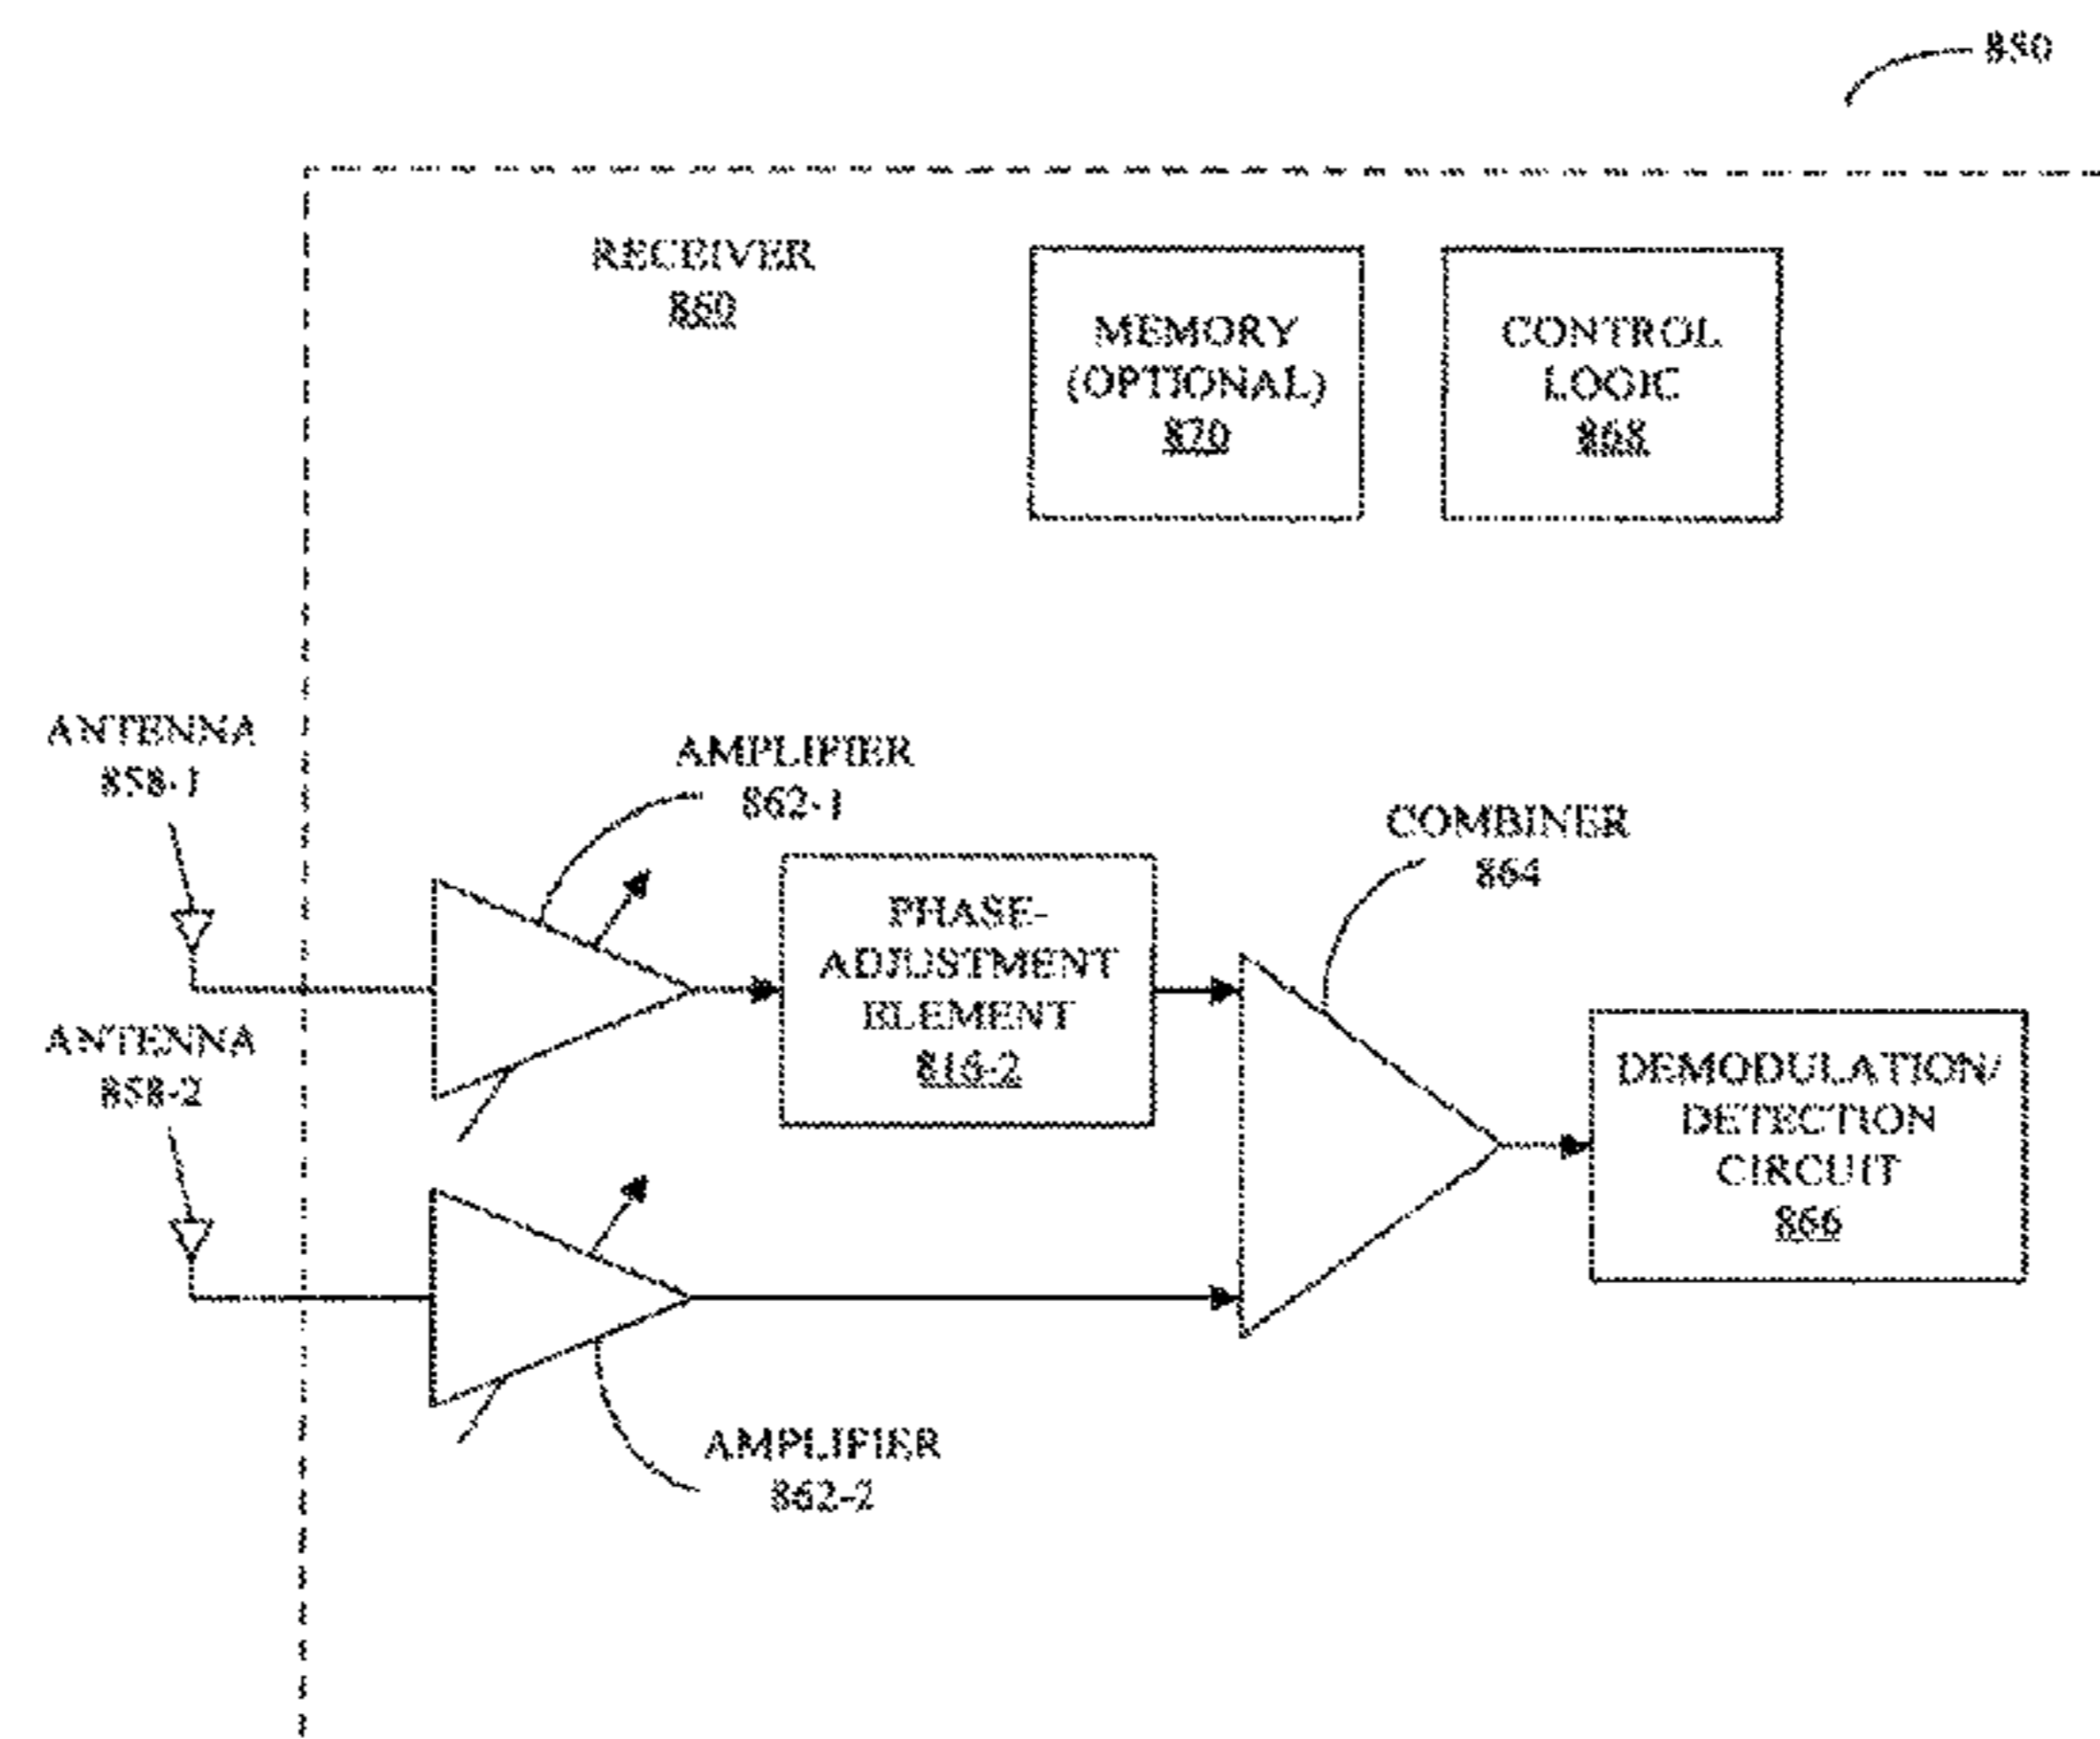 850
RECEIVER
860
MEMORY
(OPTIONAL)
870
CONTROL
LOGIC
868
ANTENNA
858-1
AMPLIFIER
862-1
COMBINER
864
PHASE-
ADJUSTMENT
ELEMENT
816-2
ANTENNA
858-2
DEMODULATION/
DETECTION
CIRCUIT
866
AMPLIFIER
862-2